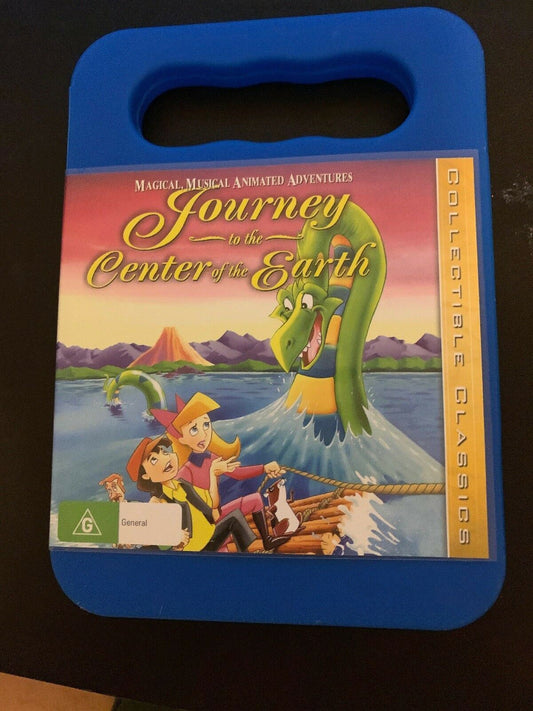 MAGICAL, MUSICAL ANIMATED ADVENTURES
Journey
to the
Center of the Earth
COLLECTIBLE CLASSICS
G
General